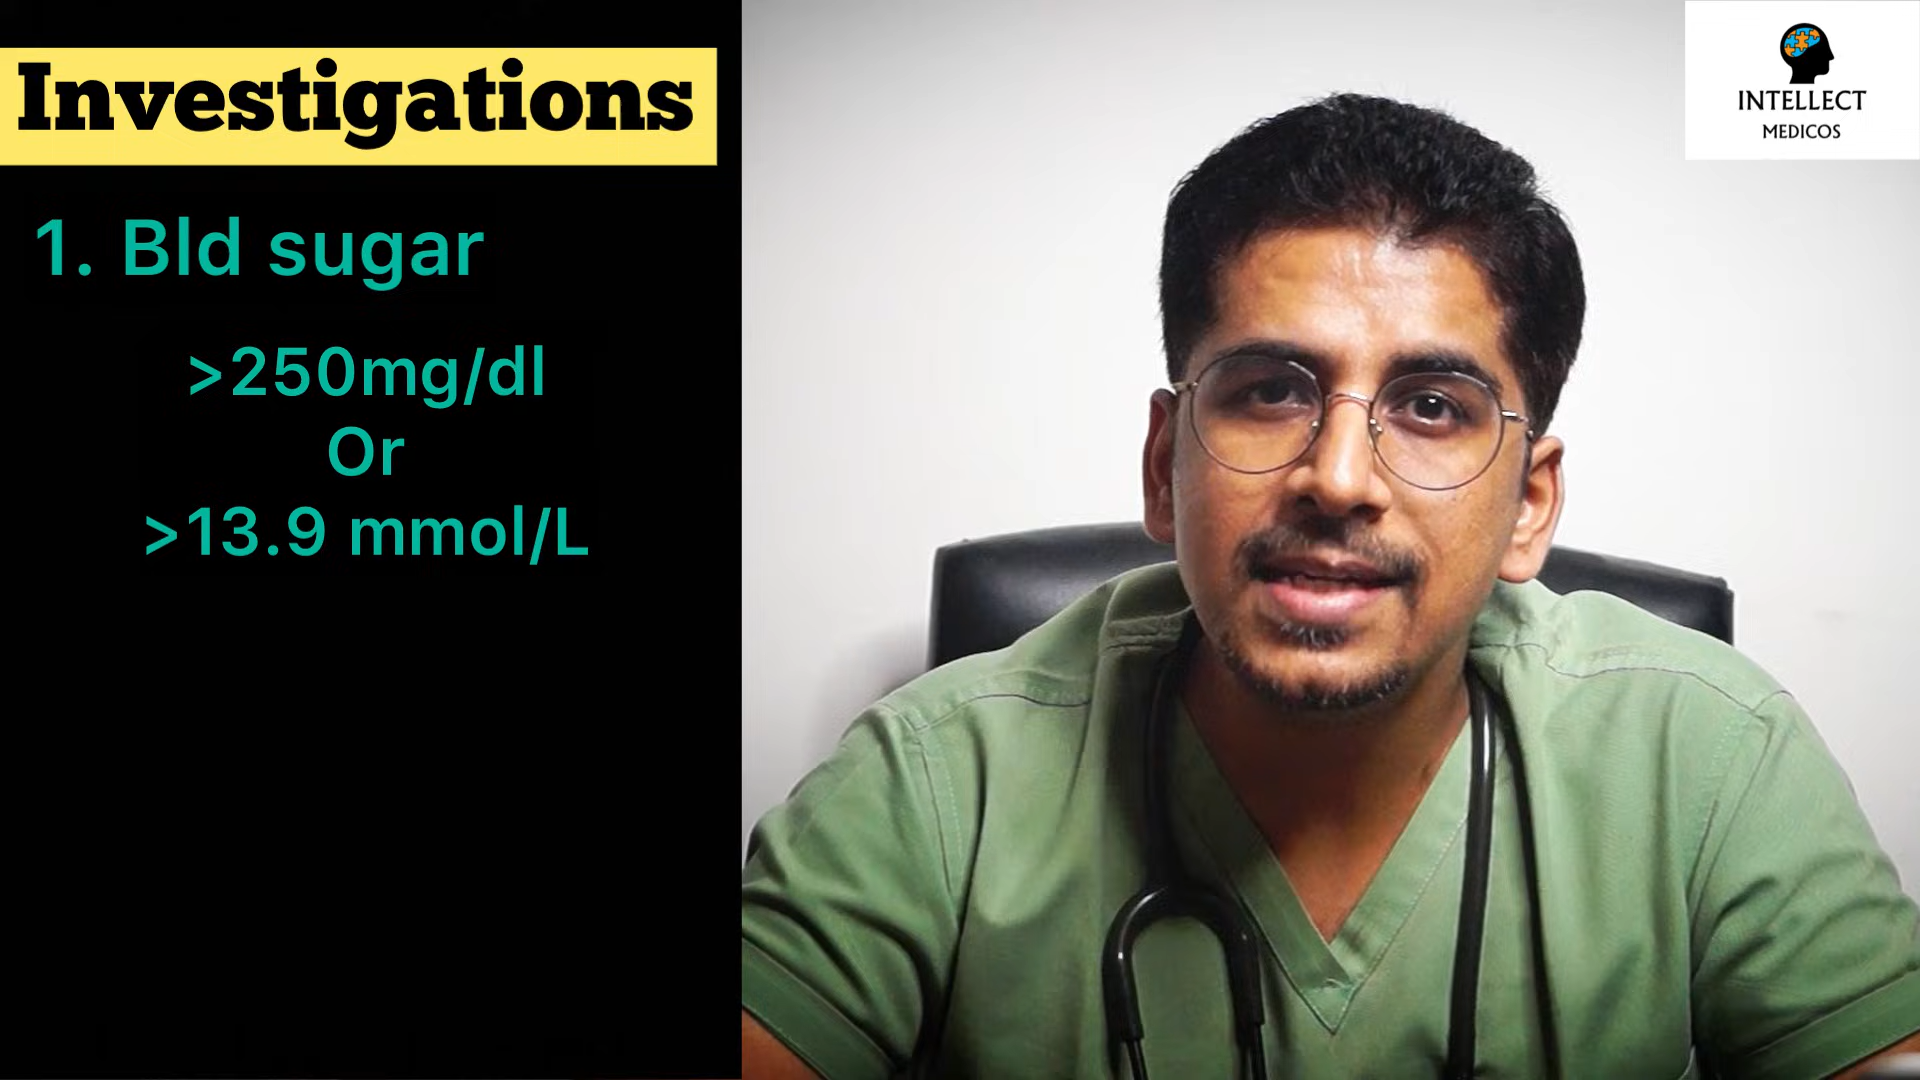 Investigations
1. Bld sugar
>250mg/dl
Or
>13.9 mmol/L
INTELLECT
MEDICOS